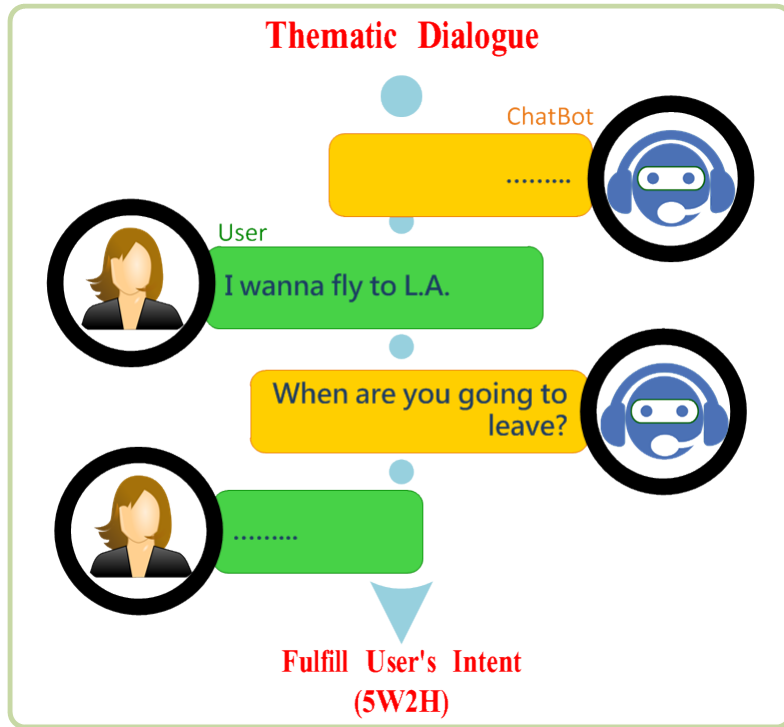 Thematic Dialogue
ChatBot
.........
User
I wanna fly to L.A.
When are you going to
leave?
.........
Fulfill User's Intent
(5W2H)